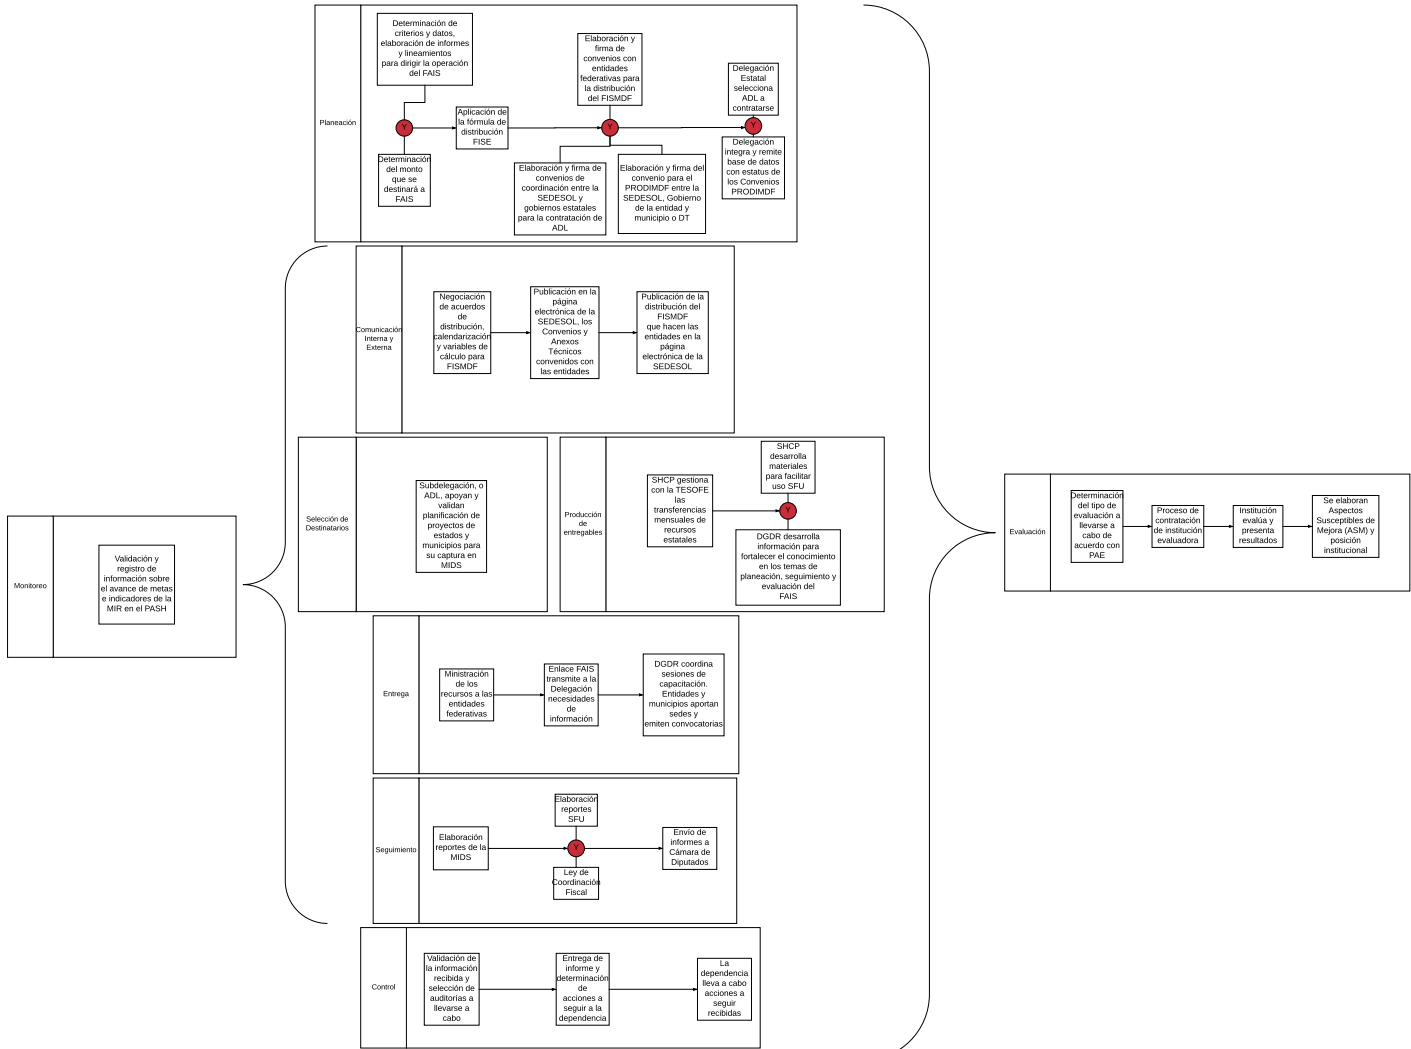 Planeación
Determinación de
criterios y datos,
elaboración de informes
y lineamientos
para dirigir la operación
del FAIS
Y
Determinación
del monto
que se
destinará a
FAIS
Aplicación de
la fórmula de
distribución
FISE
Elaboración y
firma de
convenios con
entidades
federativas para
la distribución
del FISMDF
Y
Elaboración y firma de
convenios de
coordinación entre la
SEDESOL y
gobiernos estatales
para la contratación de
ADL
Elaboración y firma del
convenio para el
PRODIMDF entre la
SEDESOL, Gobierno
de la entidad y
municipio o DT
Delegación
Estatal
selecciona
ADL a
contratarse
Y
Delegación
integra y remite
base de datos
con estatus de
los Convenios
PRODIMDF
Comunicación
Interna y
Externa
Negociación
de acuerdos
de
distribución,
calendarización
y variables de
cálculo para
FISMDF
Publicación en la
página
electrónica de la
SEDESOL, los
Convenios y
Anexos
Técnicos
convenidos con
las entidades
Publicación de la
distribución del
FISMDF
que hacen las
entidades en la
página
electrónica de la
SEDESOL
Selección de
Destinatarios
Subdelegación, o
ADL, apoyan y
validan
planificación de
proyectos de
estados y
municipios para
su captura en
MIDS
Producción
de
entregables
SHCP gestiona
con la TESOFE
las
transferencias
mensuales de
recursos
estatales
SHCP
desarrolla
materiales
para facilitar
uso SFU
Y
DGDR desarrolla
información para
fortalecer el conocimiento
en los temas de
planeación, seguimiento y
evaluación del
FAIS
Monitoreo
Validación y
registro de
información sobre
el avance de metas
e indicadores de la
MIR en el PASH
Evaluación
Determinación
del tipo de
evaluación a
llevarse a
cabo de
acuerdo con
PAE
Proceso de
contratación
de institución
evaluadora
Institución
evalúa y
presenta
resultados
Se elaboran
Aspectos
Susceptibles de
Mejora (ASM) y
posición
institucional
Entrega
Ministración
de los
recursos a las
entidades
federativas
Enlace FAIS
transmite a la
Delegación
necesidades
de
información
DGDR coordina
sesiones de
capacitación.
Entidades y
municipios aportan
sedes y
emiten convocatorias
Seguimiento
Elaboración
reportes de la
MIDS
Elaboración
reportes
SFU
Y
Ley de
Coordinación
Fiscal
Envío de
informes a
Cámara de
Diputados
Control
Validación de
la información
recibida y
selección de
auditorías a
llevarse a
cabo
Entrega de
informe y
determinación
de
acciones a
seguir a la
dependencia
La
dependencia
lleva a cabo
acciones a
seguir
recibidas